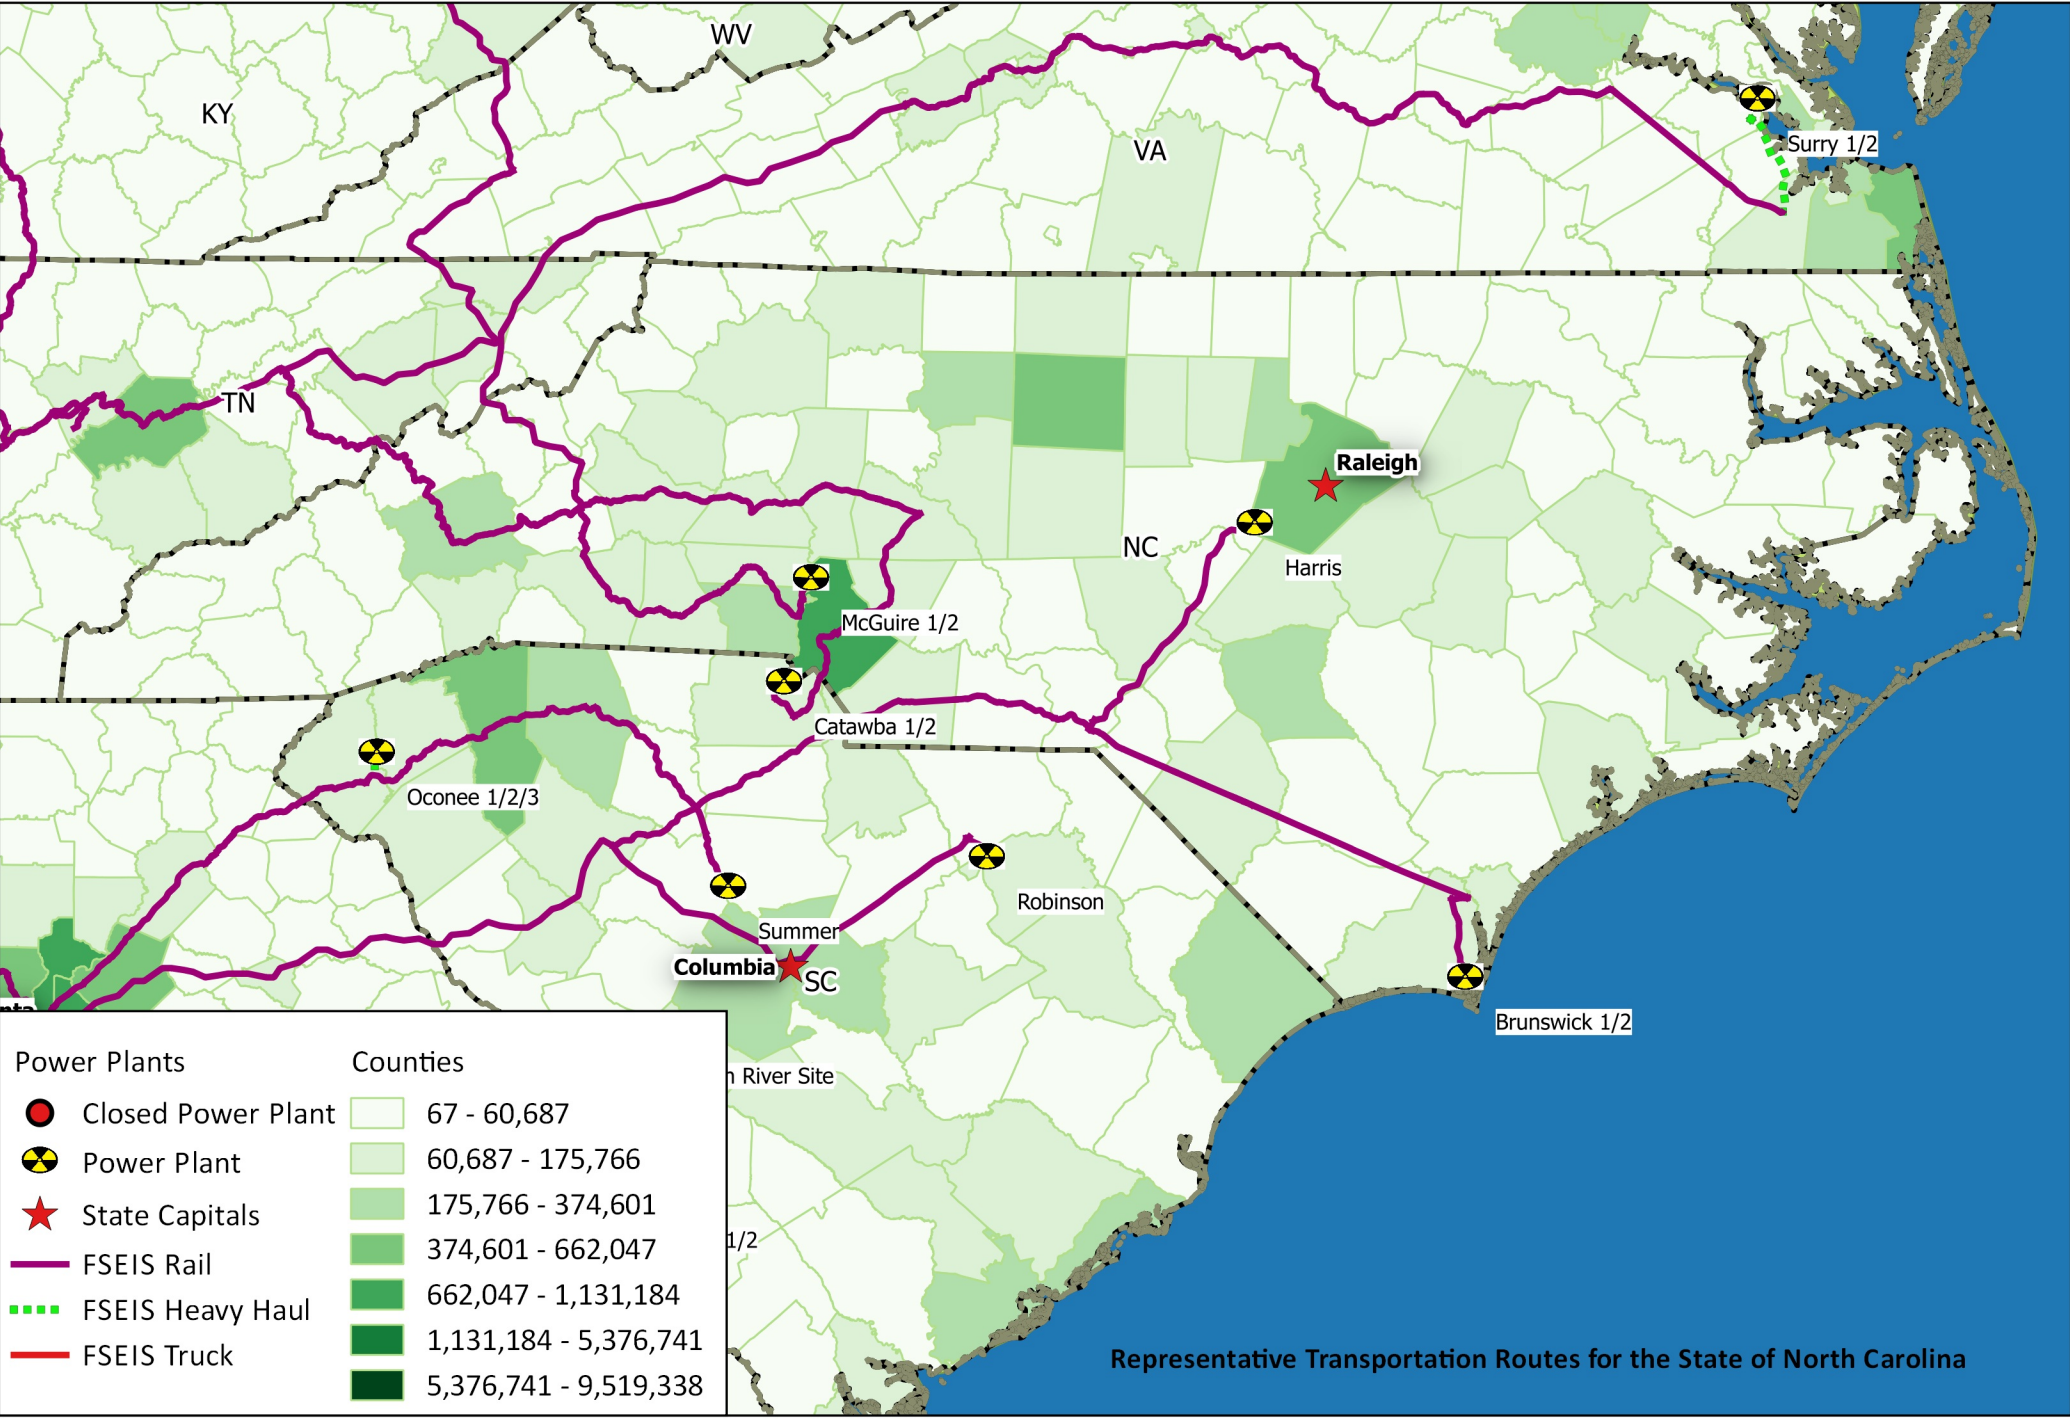 WV
KY
VA
Surry 1/2
TN
Raleigh
NC
Harris
McGuire 1/2
Catawba 1/2
Oconee 1/2/3
Robinson
Summer
Columbia
SC
nta
Brunswick 1/2
River Site
1/2
Power Plants
Closed Power Plant
Power Plant
State Capitals
FSEIS Rail
FSEIS Heavy Haul
FSEIS Truck
Counties
67 - 60,687
60,687 - 175,766
175,766 - 374,601
374,601 - 662,047
662,047 - 1,131,184
1,131,184 - 5,376,741
5,376,741 - 9,519,338
Representative Transportation Routes for the State of North Carolina